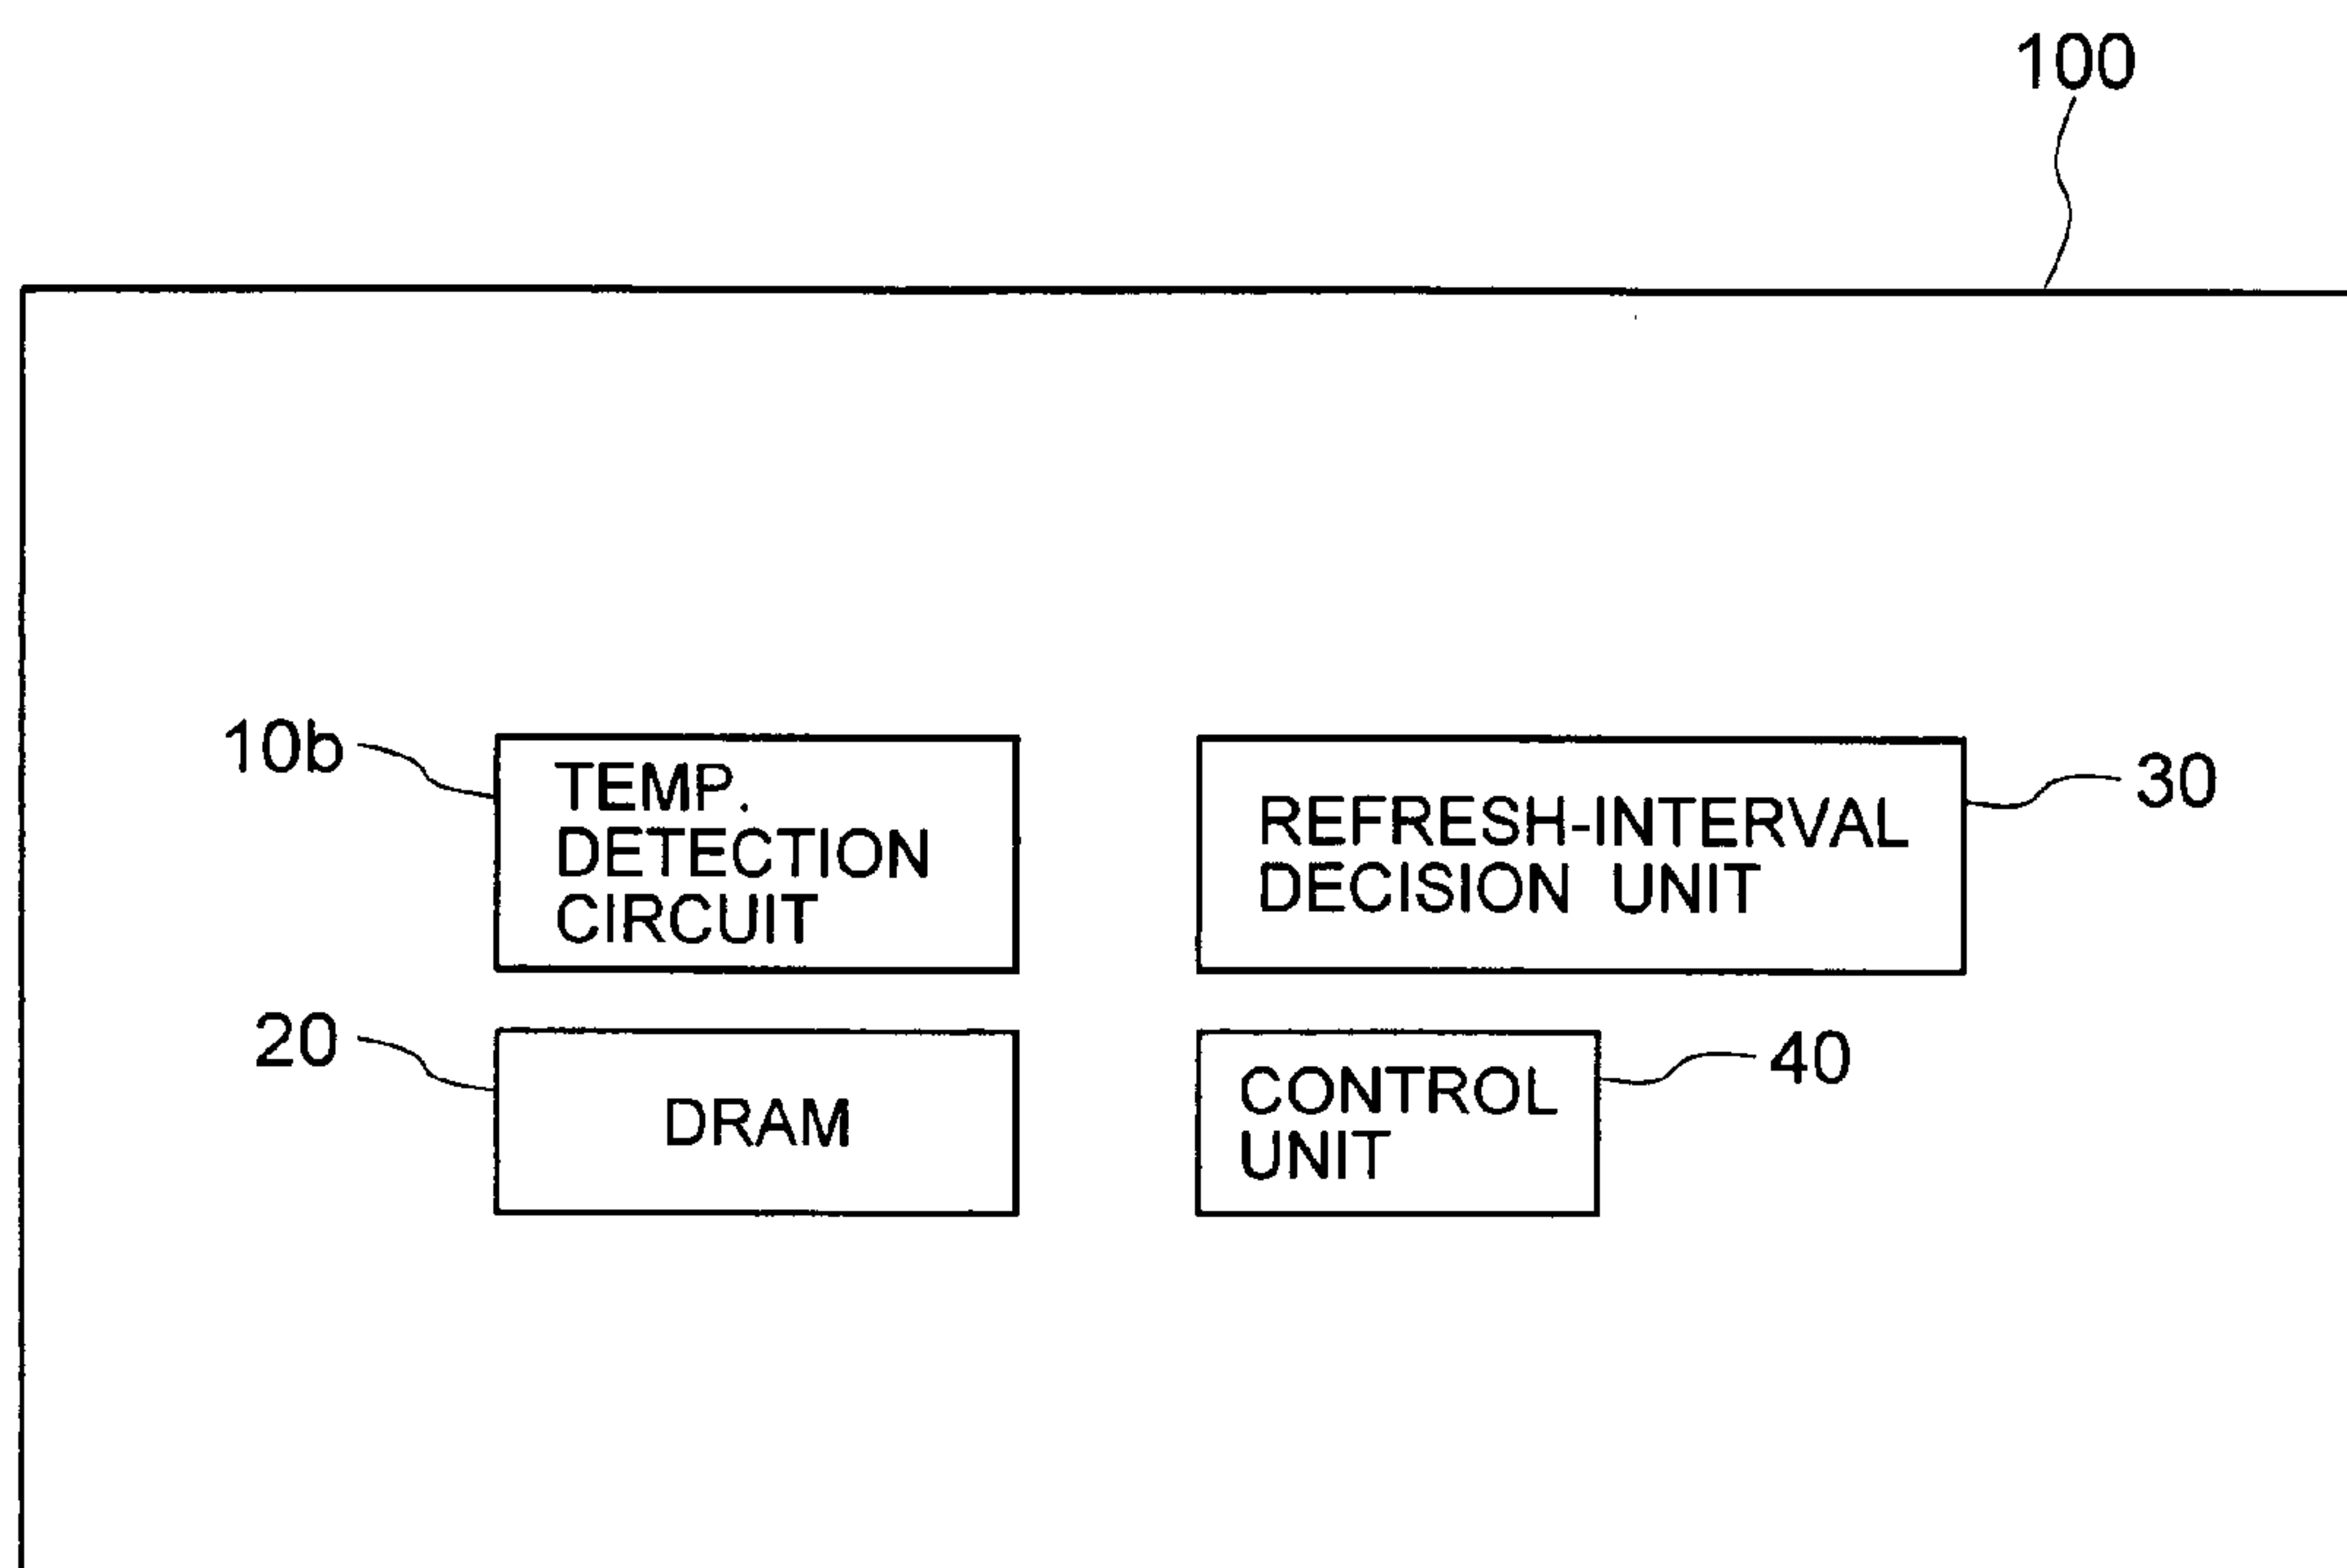 100
10b
TEMP.
DETECTION
CIRCUIT
REFRESH-INTERVAL
DECISION UNIT
30
20
DRAM
CONTROL
UNIT
40